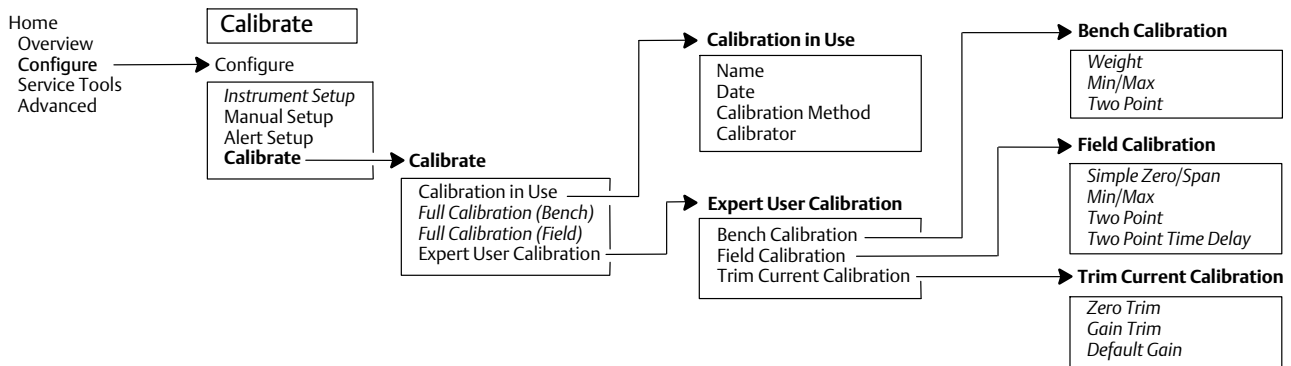 Home
Overview
Configure
Service Tools
Advanced
Calibrate
Configure
Instrument Setup
Manual Setup
Alert Setup
Calibrate
Calibrate
Calibration in Use
Full Calibration (Bench)
Full Calibration (Field)
Expert User Calibration
Calibration in Use
Name
Date
Calibration Method
Calibrator
Expert User Calibration
Bench Calibration
Field Calibration
Trim Current Calibration
Bench Calibration
Weight
Min/Max
Two Point
Field Calibration
Simple Zero/Span
Min/Max
Two Point
Two Point Time Delay
Trim Current Calibration
Zero Trim
Gain Trim
Default Gain